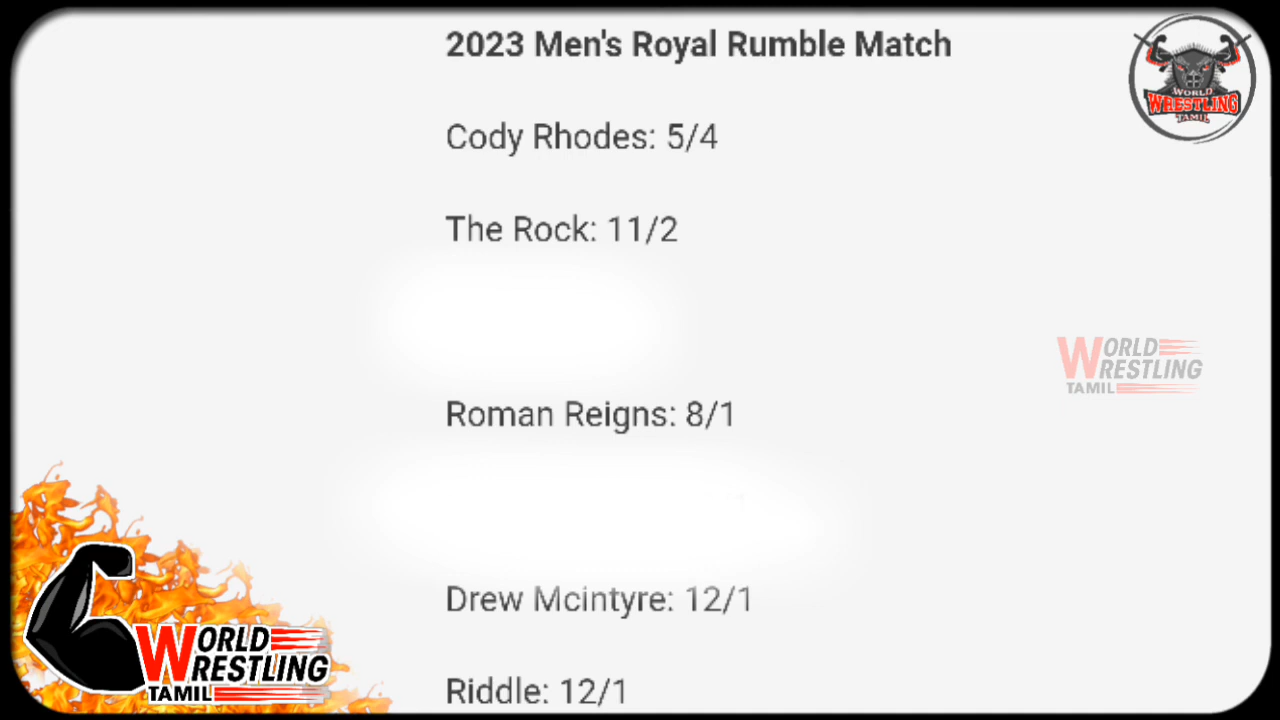 2023 Men's Royal Rumble Match
WORLD
WRESTLING
TAMIL
Cody Rhodes: 5/4
The Rock: 11/2
WORLD
WRESTLING
TAMIL
Roman Reigns: 8/1
Drew Mcintyre: 12/1
WORLD
WRESTLING
TAMIL
Riddle: 12/1